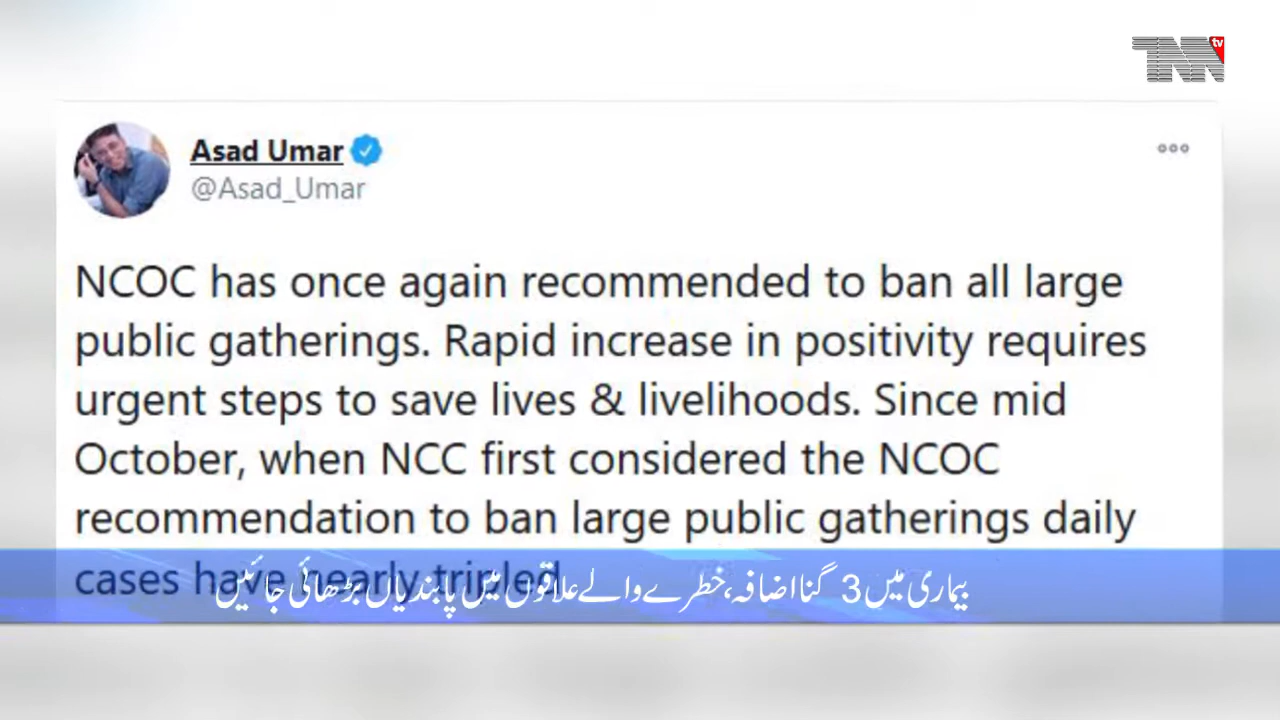 TNN tv
Asad Umar
@Asad_Umar
NCOC has once again recommended to ban all large
public gatherings. Rapid increase in positivity requires
urgent steps to save lives & livelihoods. Since mid
October, when NCC first considered the NCOC
recommendation to ban large public gatherings daily
cases have nearly tripled.
بیماری میں 3 گنا اضافہ، خطرے والے علاقوں میں پابندیاں بڑھائی جائیں